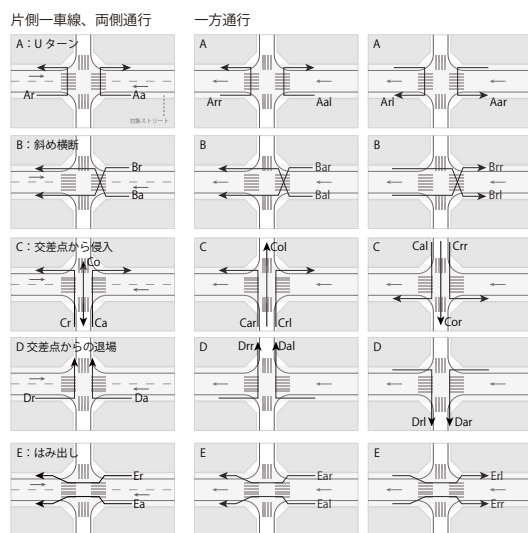 片側一車線、両側通行
一方通行
A：Uターン
Ar
Aa
対象ストリート
A
Arr
Aal
A
Arl
Aar
B：斜め横断
Br
Ba
B
Bar
Bal
B
Brr
Brl
C：交差点から侵入
Co
Cr
Ca
C
Col
Car
Crl
C
Cal
Crr
Cor
D 交差点からの退場
Dr
Da
D
Drr
Dal
D
Drl
Dar
E：はみ出し
Er
Ea
E
Ear
Eal
E
Erl
Err